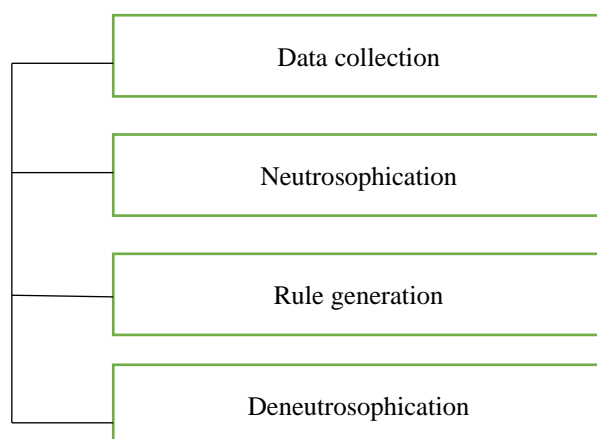 Data collection
Neutrosophication
Rule generation
Deneutrosophication